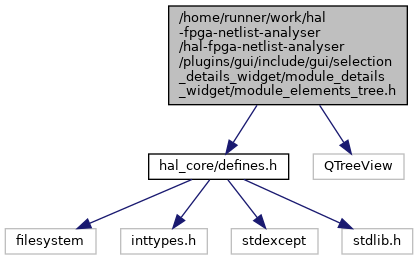 /home/runner/work/hal
-fpga-netlist-analyser
/hal-fpga-netlist-analyser
/plugins/gui/include/gui/selection
_details_widget/module_details
_widget/module_elements_tree.h
hal_core/defines.h
QTreeView
filesystem
inttypes.h
stdexcept
stdlib.h